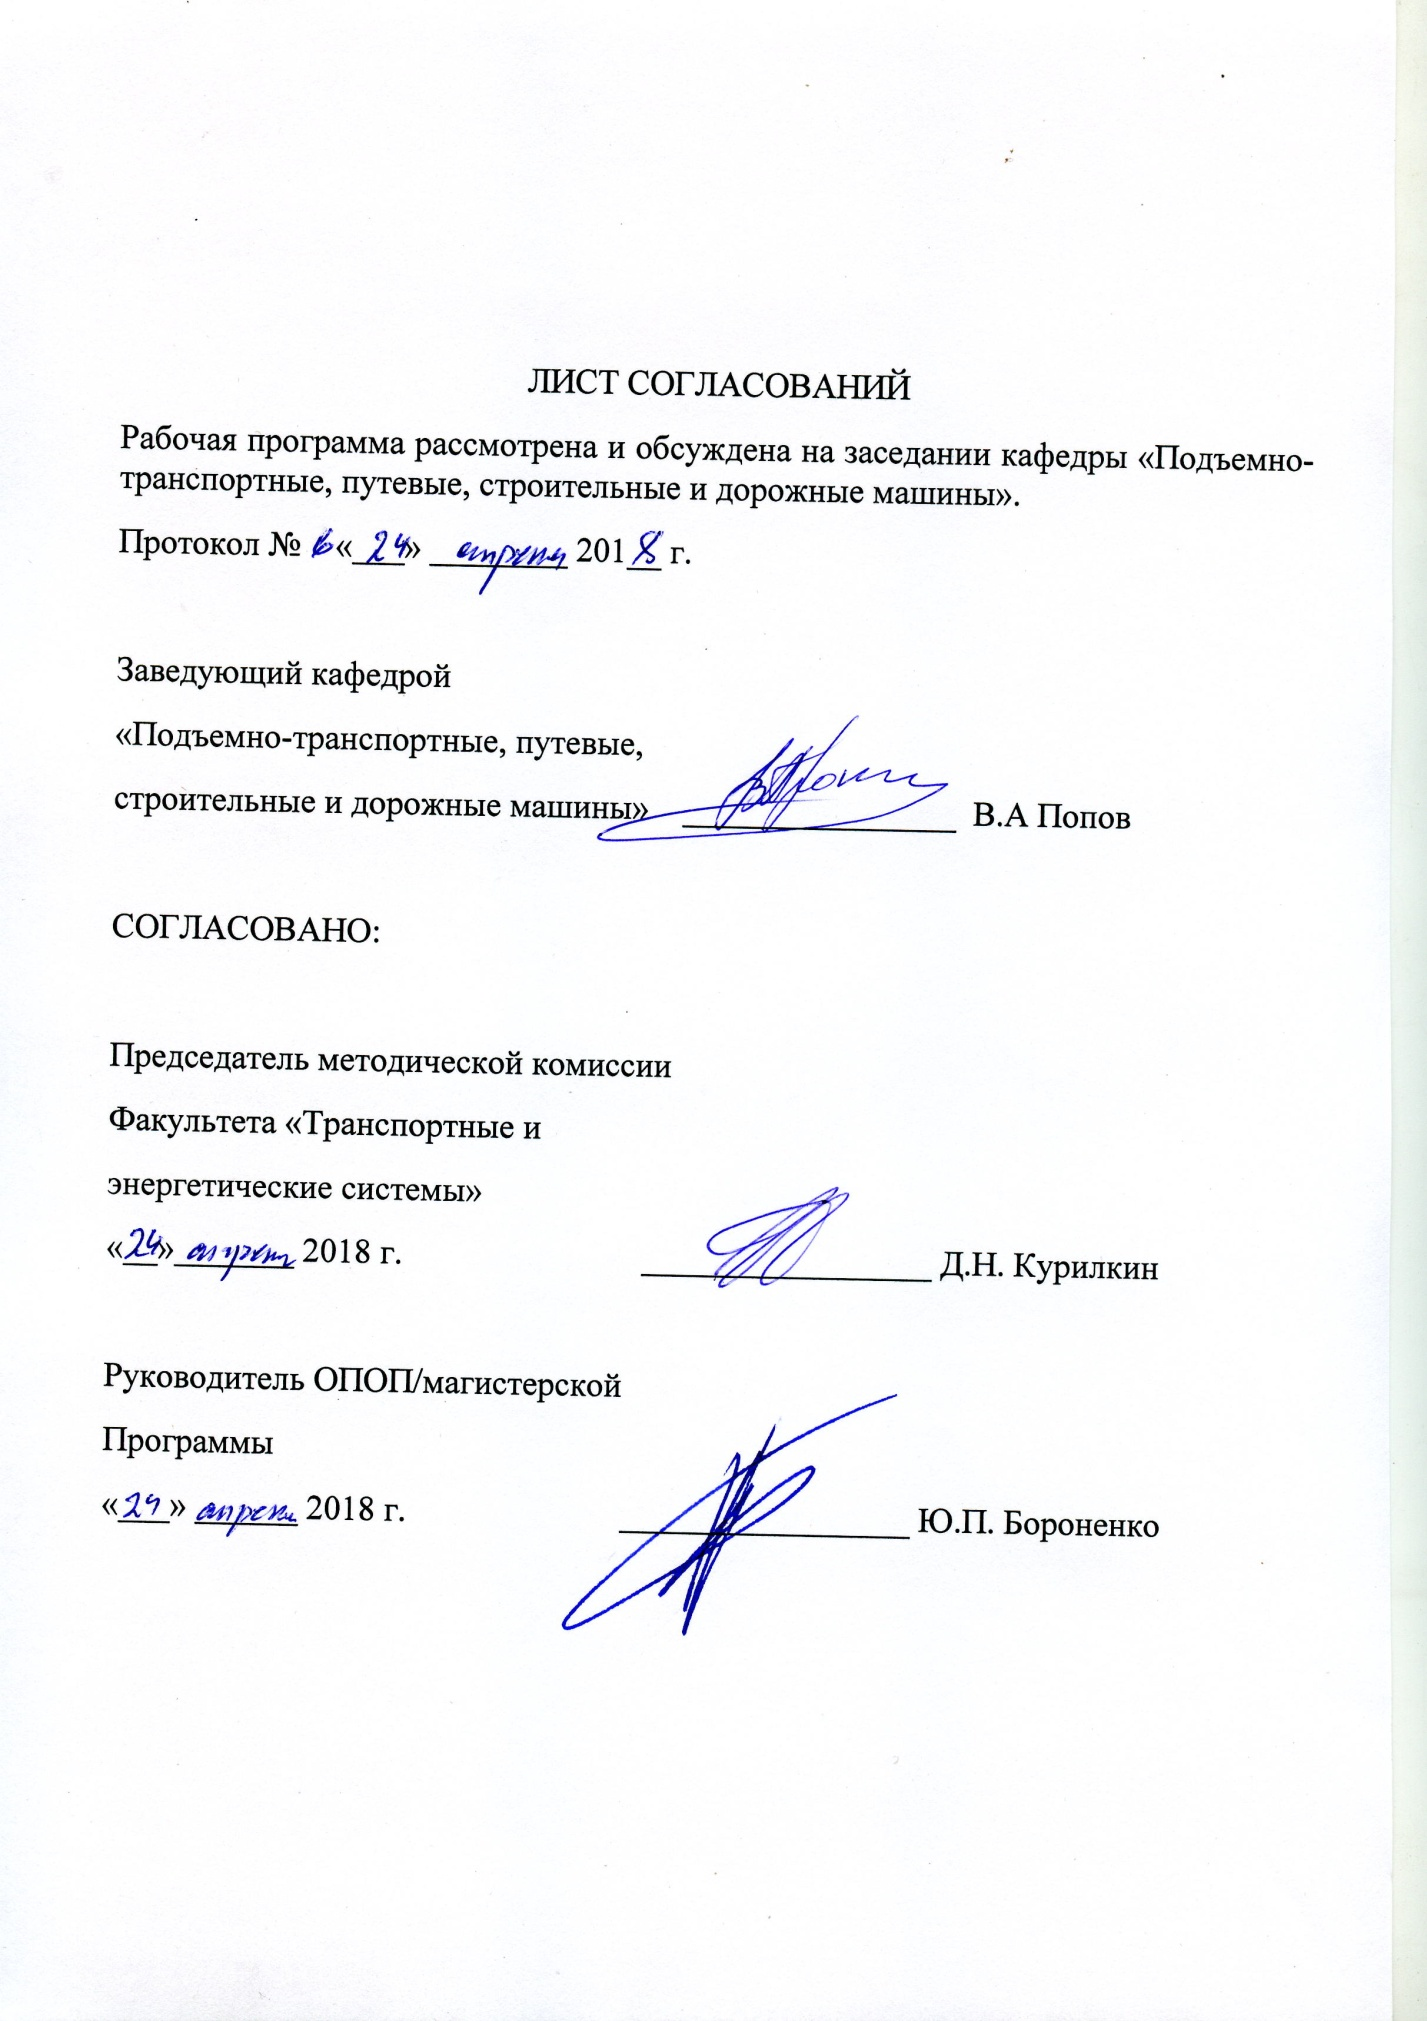 ЛИСТ СОГЛАСОВАНИЙ
Рабочая программа рассмотрена и обсуждена на заседании кафедры «Подъемно-
транспортные, путевые, строительные и дорожные машины».
Протокол № 6 «24» апреля 2018 г.
Заведующий кафедрой
«Подъемно-транспортные, путевые,
строительные и дорожные машины» В.А Попов
СОГЛАСОВАНО:
Председатель методической комиссии
Факультета «Транспортные и
энергетические системы»
«24» апреля 2018 г. Д.Н. Курилкин
Руководитель ОПОП/магистерской
Программы
«24» апреля 2018 г. Ю.П. Бороненко